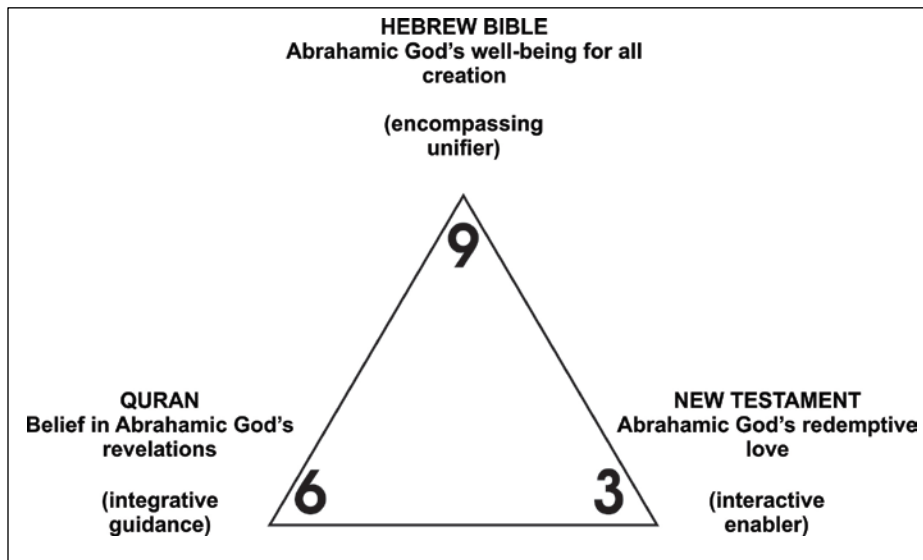 HEBREW BIBLE
Abrahamic God’s well-being for all
creation
(encompassing
unifier)
9
QURAN
Belief in Abrahamic God’s
revelations
(integrative
guidance)
6
3
NEW TESTAMENT
Abrahamic God’s redemptive
love
(interactive
enabler)